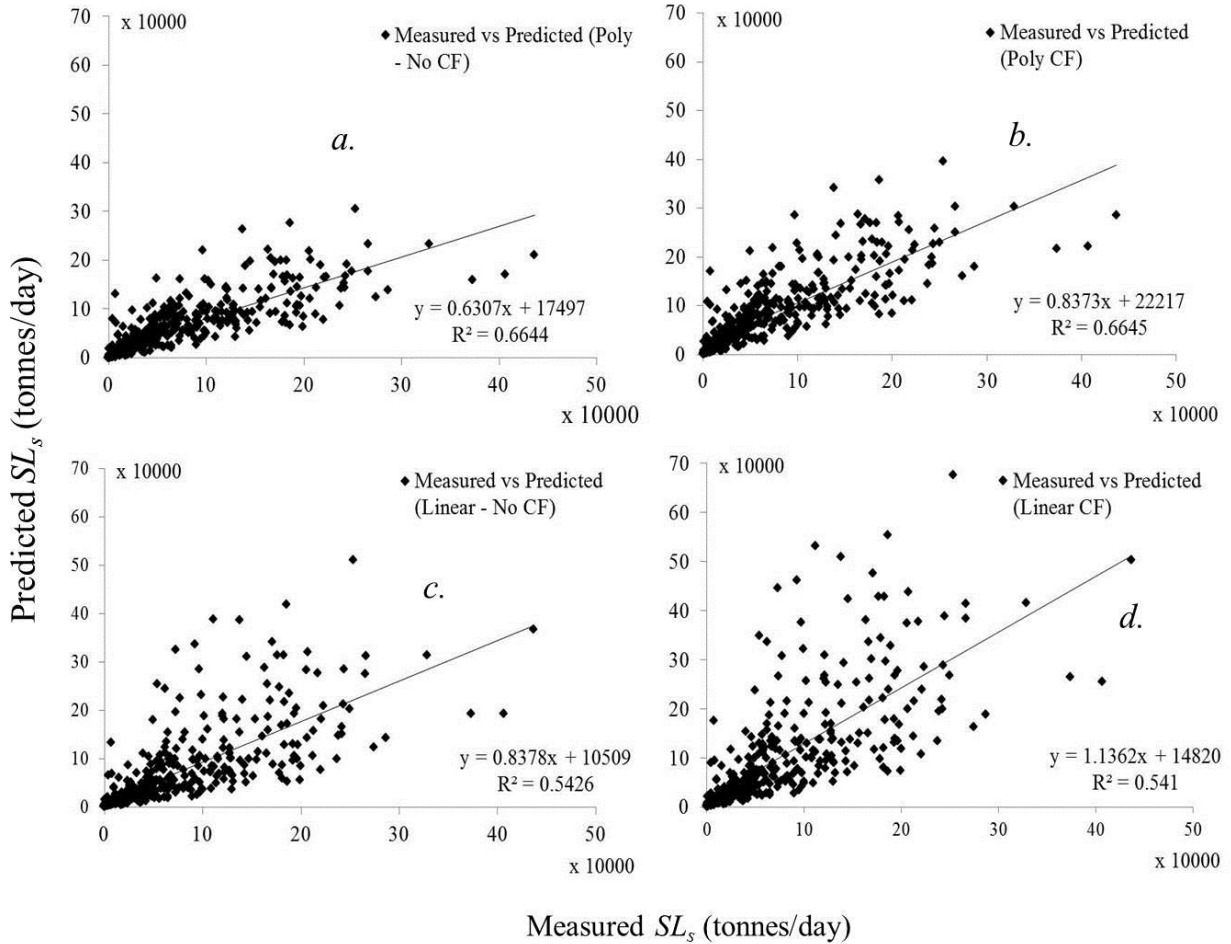 Predicted SLs (tonnes/day)
x 10000
70
60
50
40
30
20
10
0
Measured vs Predicted (Poly
- No CF)
a.
y = 0.6307x + 17497
R² = 0.6644
0 10 20 30 40 50
x 10000
x 10000
70
60
50
40
30
20
10
0
Measured vs Predicted
(Poly CF)
b.
y = 0.8373x + 22217
R² = 0.6645
0 10 20 30 40 50
x 10000
x 10000
70
60
50
40
30
20
10
0
Measured vs Predicted
(Linear - No CF)
c.
y = 0.8378x + 10509
R² = 0.5426
0 10 20 30 40 50
x 10000
x 10000
70
60
50
40
30
20
10
0
Measured vs Predicted
(Linear CF)
d.
y = 1.1362x + 14820
R² = 0.541
0 10 20 30 40 50
x 10000
Measured SLs (tonnes/day)